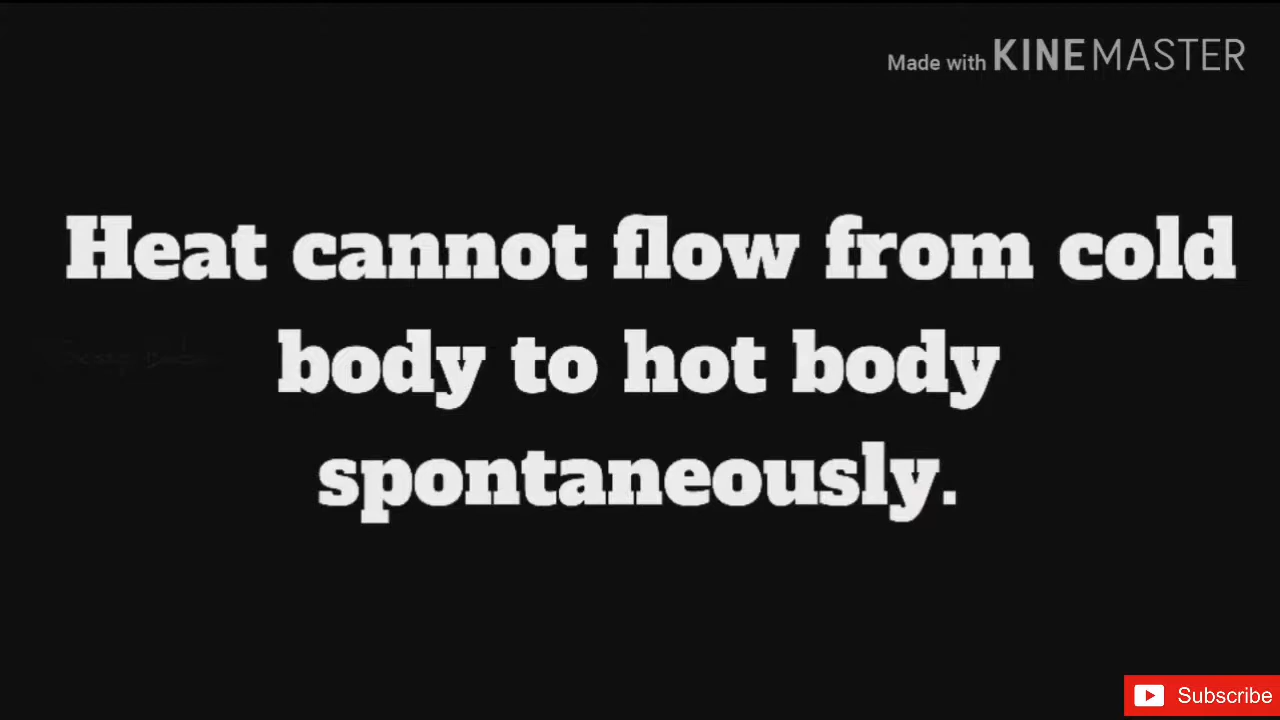 Made with KINEMASTER
Heat cannot flow from cold
body to hot body
spontaneously.
Subscribe